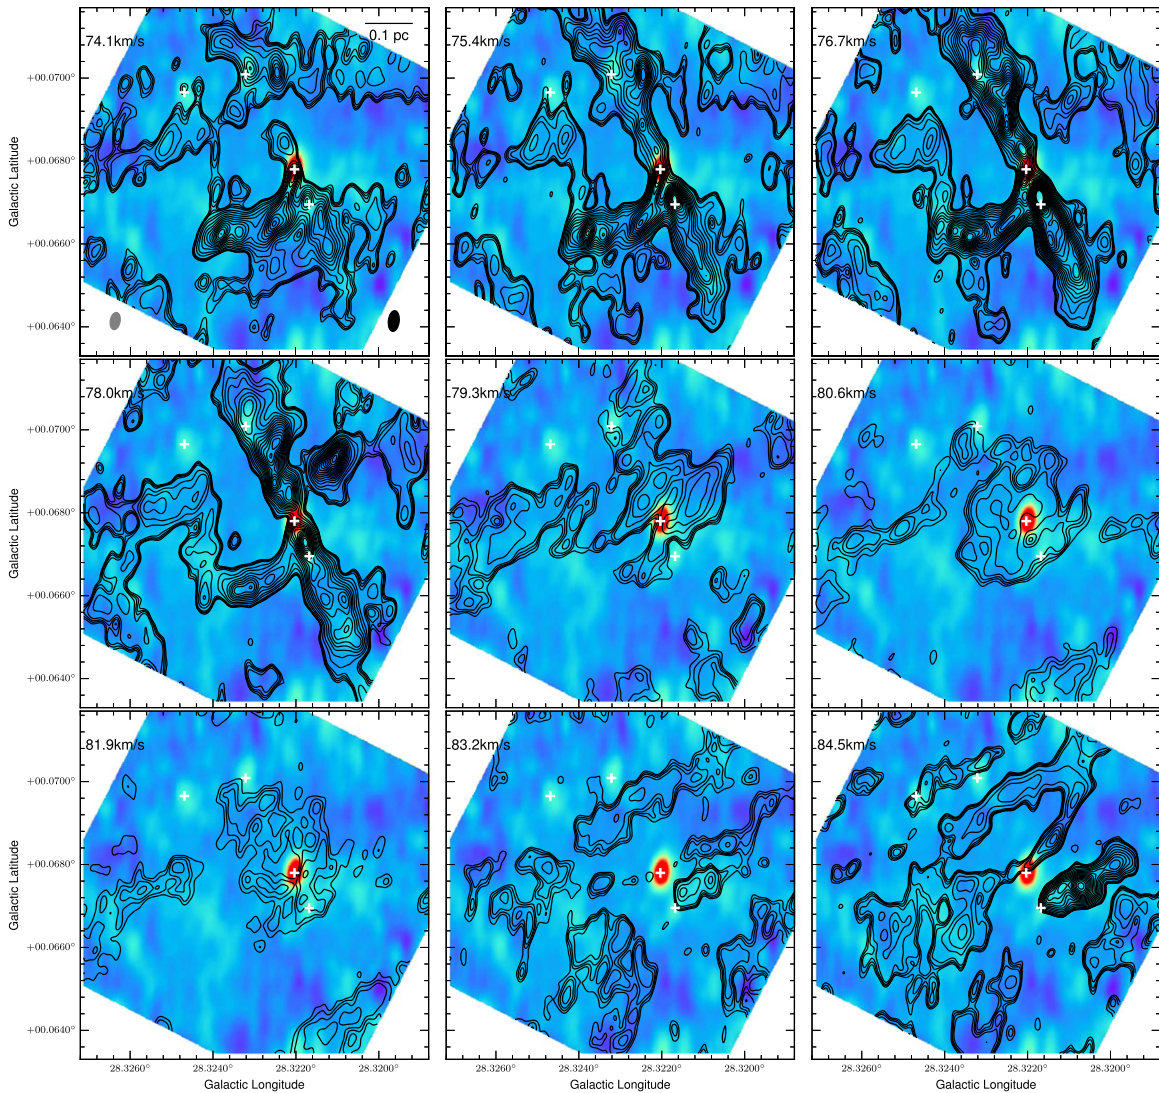 74.1km/s
0.1 pc
75.4km/s
76.7km/s
+00.0700°
+00.0680°
+00.0660°
+00.0640°
Galactic Latitude
78.0km/s
79.3km/s
80.6km/s
+00.0700°
+00.0680°
+00.0660°
+00.0640°
Galactic Latitude
81.9km/s
83.2km/s
84.5km/s
+00.0700°
+00.0680°
+00.0660°
+00.0640°
Galactic Latitude
28.3260° 28.3240° 28.3220° 28.3200°
28.3260° 28.3240° 28.3220° 28.3200°
28.3260° 28.3240° 28.3220° 28.3200°
Galactic Longitude
Galactic Longitude
Galactic Longitude